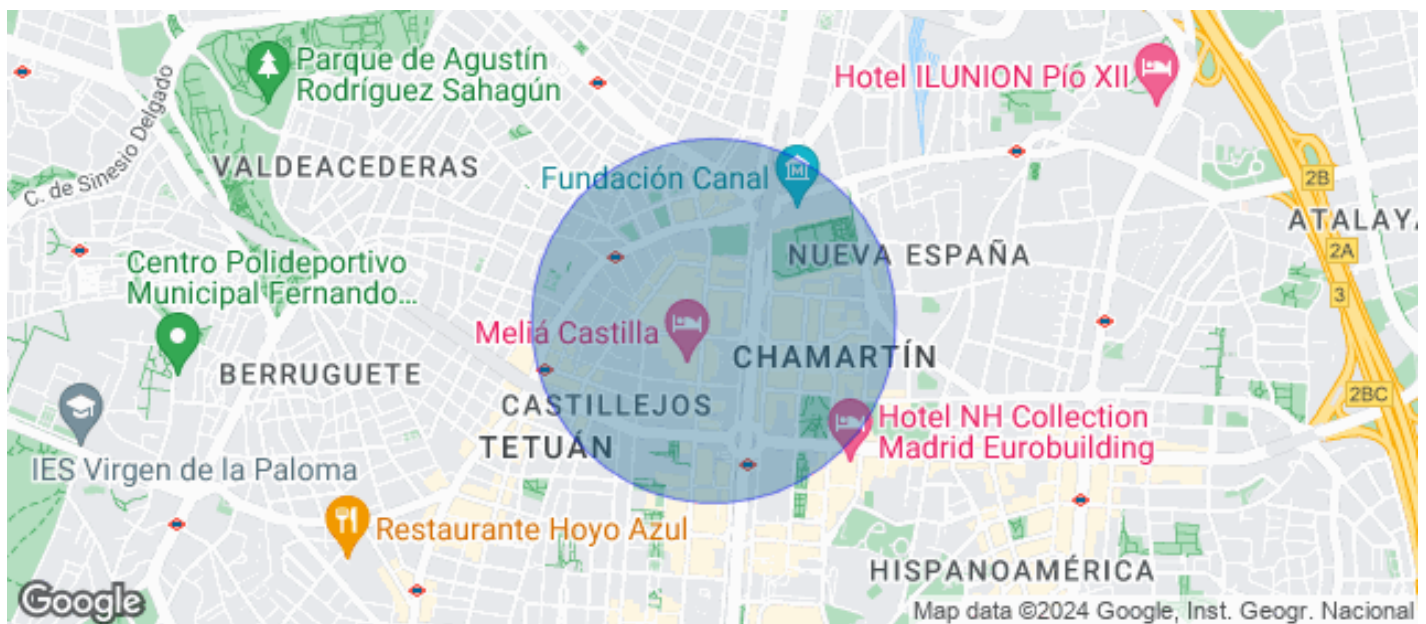 Parque de Agustín
Rodríguez Sahagún
Hotel ILUNION Pío XII
C. de Sinesio Delgado
VALDEACEDERAS
Fundación Canal
2B
ATALAYA
2A
NUEVA ESPAÑA
3
Centro Polideportivo
Municipal Fernando...
Meliá Castilla
CHAMARTÍN
BERRUGUETE
2BC
CASTILLEJOS
Hotel NH Collection
Madrid Eurobuilding
TETUÁN
IES Virgen de la Paloma
Restaurante Hoyo Azul
HISPANOAMÉRICA
Google
Map data ©2024 Google, Inst. Geogr. Nacional